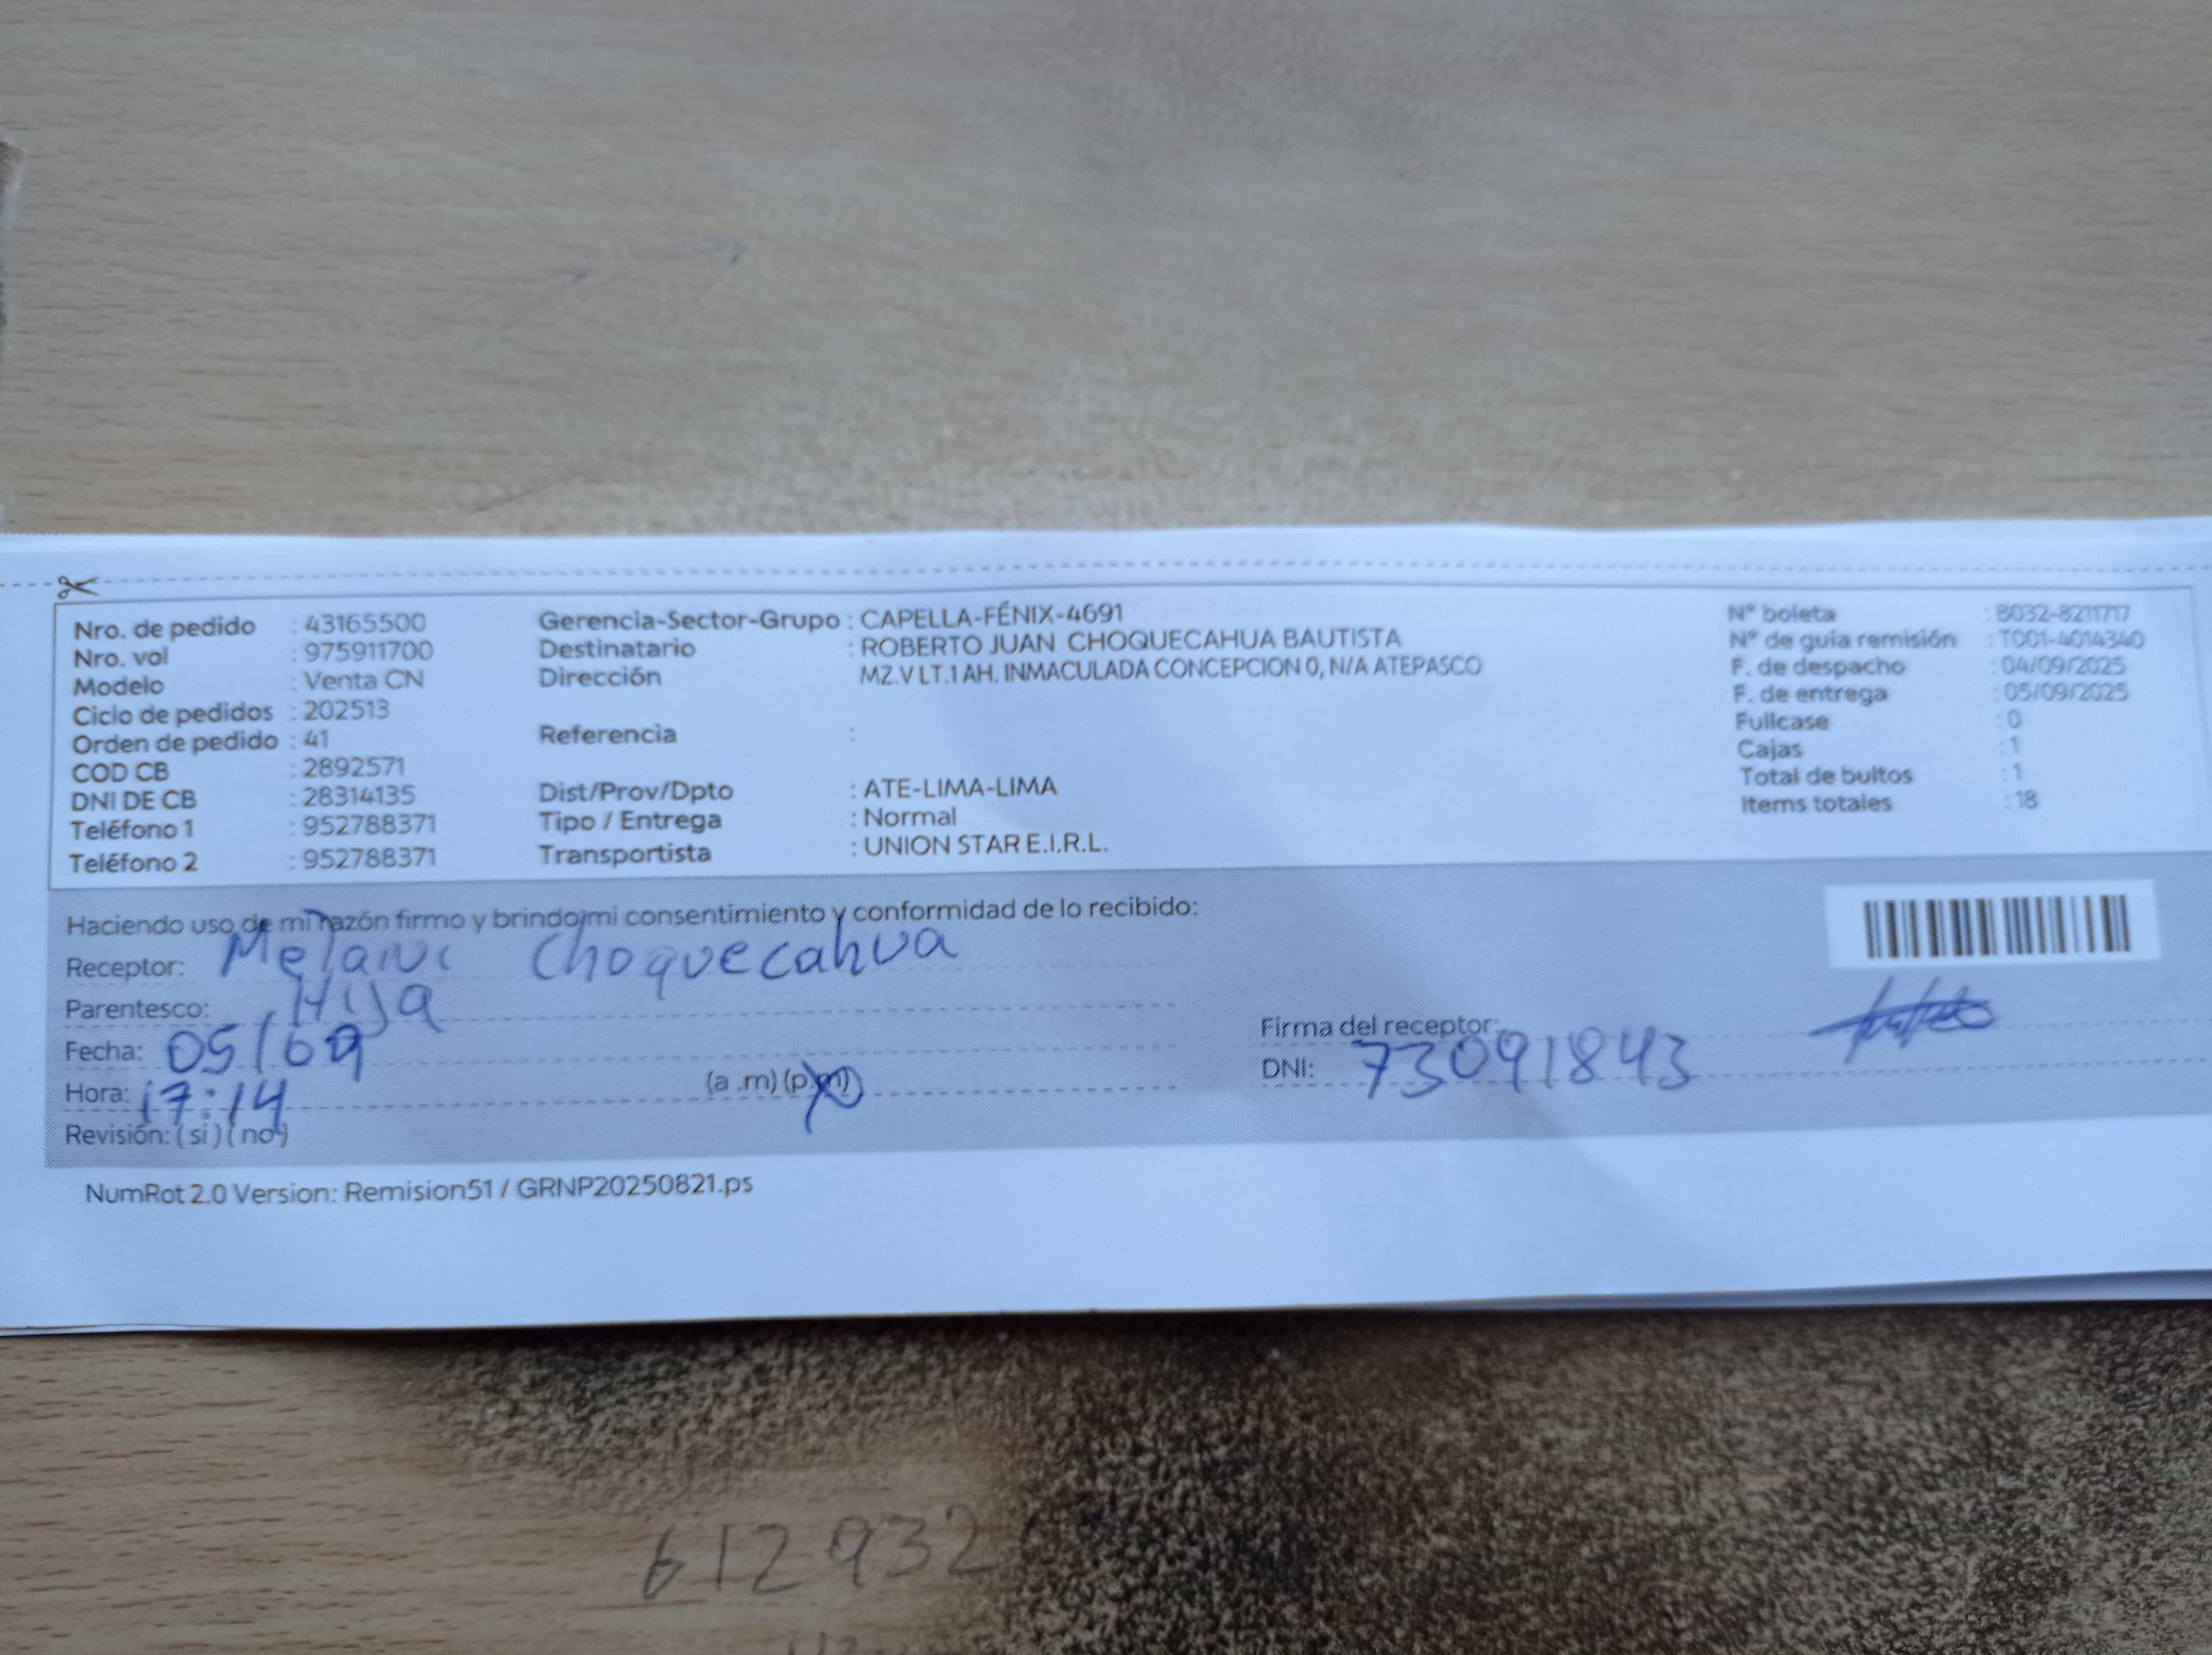 Nro. de pedido : 43165500
Nro. vol : 975911700
Modelo : Venta CN
Ciclo de pedidos : 202513
Orden de pedido : 41
COD CB : 2892571
DNI DE CB : 28314135
Teléfono 1 : 952788371
Teléfono 2 : 952788371
Gerencia-Sector-Grupo : CAPELLA-FÉNIX-4691
Destinatario : ROBERTO JUAN CHOQUECAHUA BAUTISTA
Dirección MZ.V LT.1 AH. INMACULADA CONCEPCION 0, N/A ATEPASCO
Referencia :
Dist/Prov/Dpto : ATE-LIMA-LIMA
Tipo / Entrega : Normal
Transportista : UNION STAR E.I.R.L.
N° boleta : B032-8211717
N° de guia remisión : T001-4014340
F. de despacho : 04/09/2025
F. de entrega : 05/09/2025
Fullcase : 0
Cajas : 1
Total de bultos : 1
Items totales : 18
Haciendo uso de mi razón firmo y brindo mi consentimiento y conformidad de lo recibido:
Receptor: Melani Choquecahua
Parentesco: Hija
Fecha: 05/09
Hora: 17:14 (a .m) (p.m)
Revisión: ( si ) ( no )
Firma del receptor:
DNI: 73091843
NumRot 2.0 Version: Remision51 / GRNP20250821.ps
612932